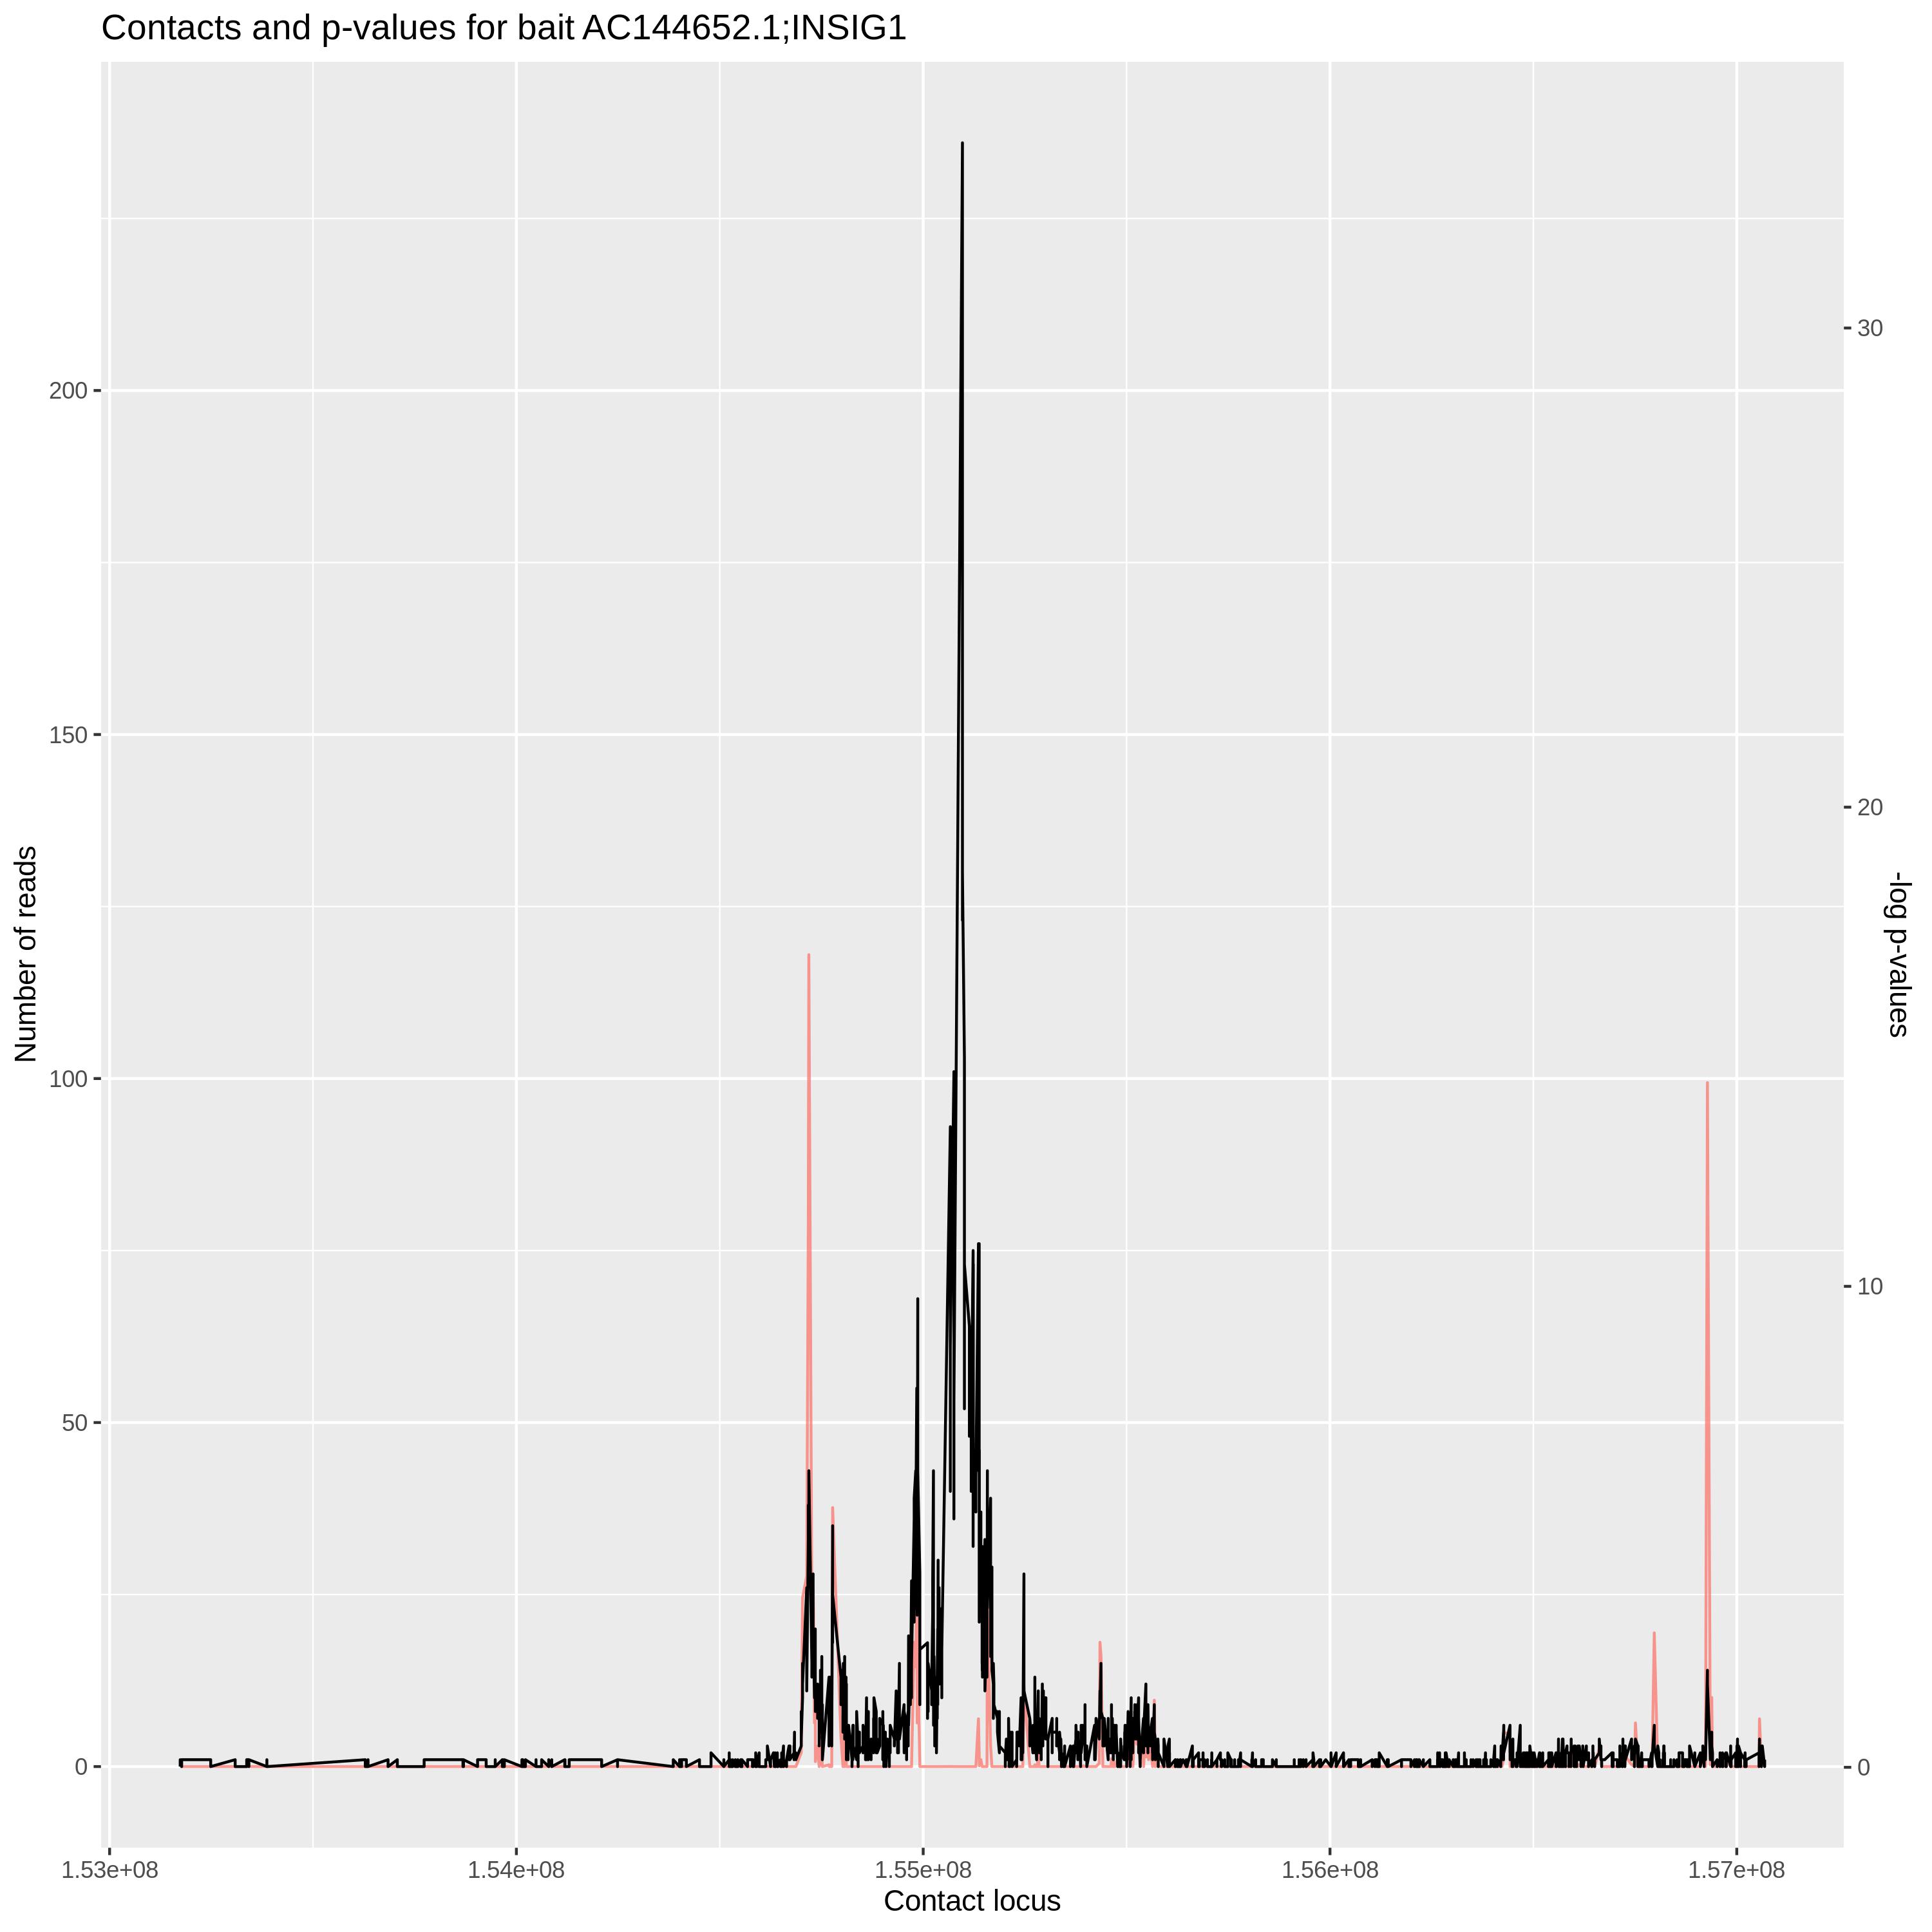 Contacts and p-values for bait AC144652.1;INSIG1
Number of reads
200
150
100
50
0
30
20
10
0
-log p-values
1.53e+08
1.54e+08
1.55e+08
1.56e+08
1.57e+08
Contact locus